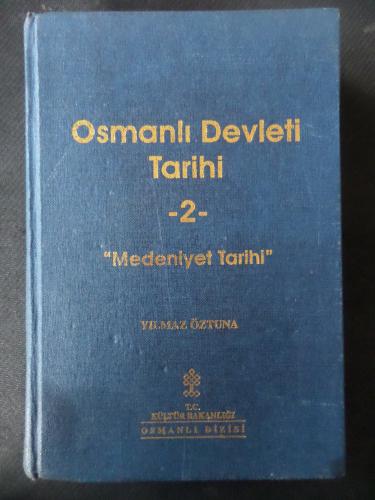 Osmanlı Devleti
Tarihi
-2-
"Medeniyet Tarihi"
YILMAZ ÖZTUNA
T.C.
KÜLTÜR BAKANLIĞI
OSMANLI DİZİSİ